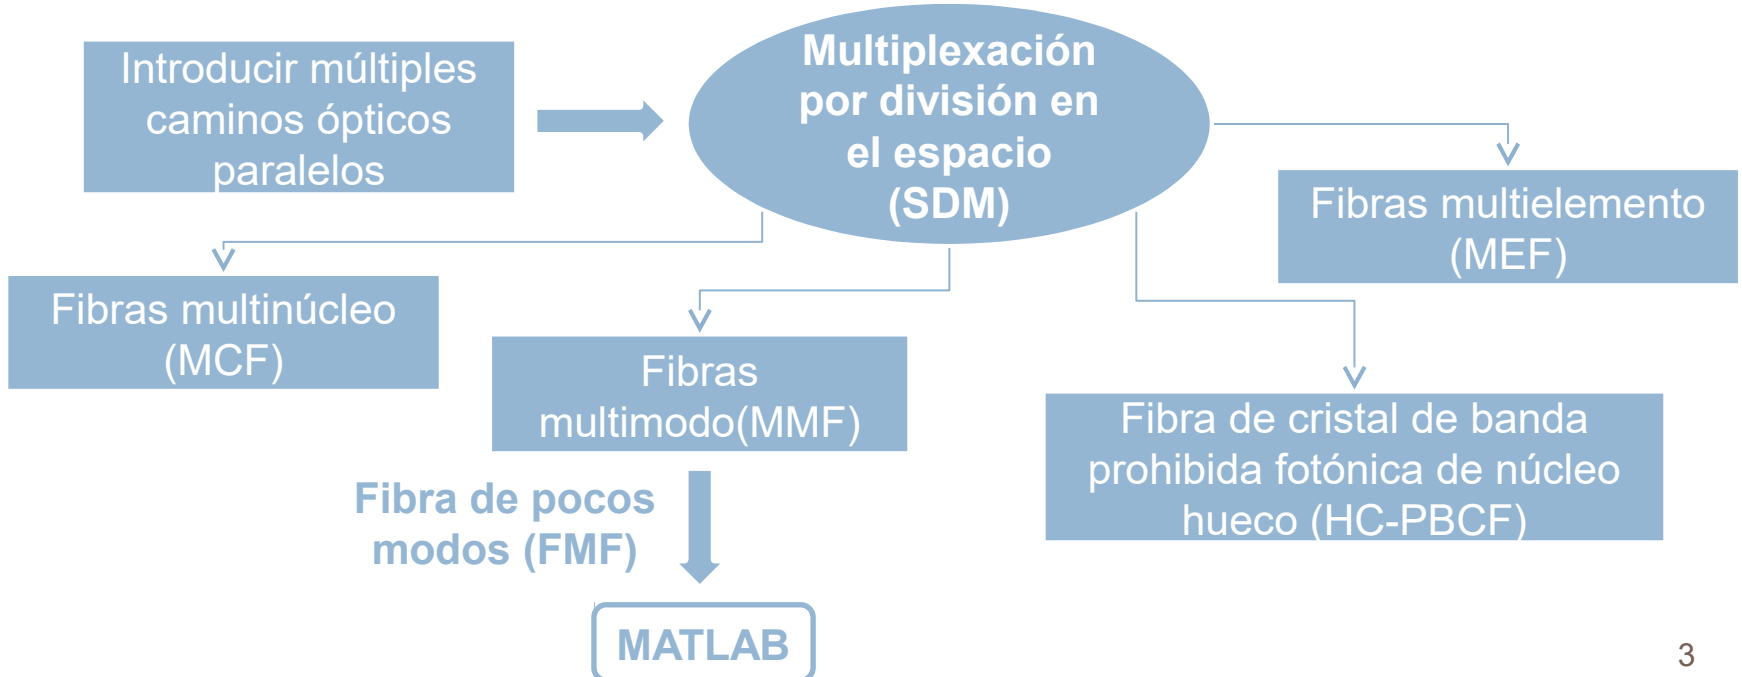 Introducir múltiples
caminos ópticos
paralelos
Multiplexación
por división en
el espacio
(SDM)
Fibras multielemento
(MEF)
Fibras multinúcleo
(MCF)
Fibras
multimodo(MMF)
Fibra de cristal de banda
prohibida fotónica de núcleo
hueco (HC-PBCF)
Fibra de pocos
modos (FMF)
MATLAB
3